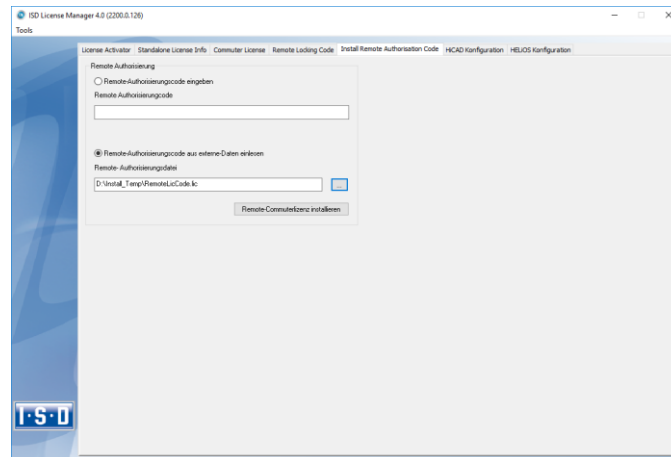 ISD License Manager 4.0 (2200.0.126)
Tools
License Activator Standalone License Info Commuter License Remote Locking Code Install Remote Authorisation Code HiCAD Konfiguration HELiOS Konfiguration
Remote Authorisierung
Remote-Authorisierungscode eingeben
Remote Authorisierungcode
Remote-Authorisierungscode aus externe-Daten einlesen
Remote- Authorisierungsdatei
D:\Install_Temp\RemoteLicCode.lic ...
Remote-Commuterlizenz installieren
I·S·D